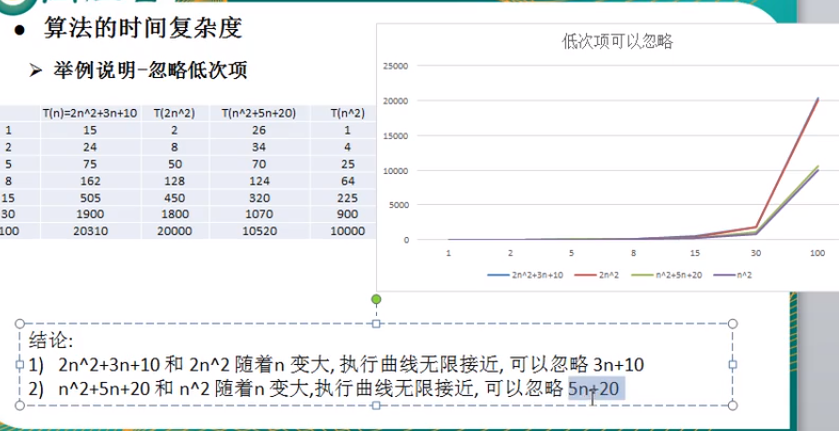 算法的时间复杂度
举例说明-忽略低次项
T(n)=2n^2+3n+10 T(2n^2) T(n^2+5n+20) T(n^2)
1 15 2 26 1
2 24 8 34 4
5 75 50 70 25
8 162 128 124 64
15 505 450 320 225
30 1900 1800 1070 900
100 20310 20000 10520 10000
低次项可以忽略
25000
20000
15000
10000
5000
0
1 2 5 8 15 30 100
2n^2+3n+10 2n^2 n^2+5n+20 n^2
结论:
1) 2n^2+3n+10 和 2n^2 随着n 变大, 执行曲线无限接近, 可以忽略 3n+10
2) n^2+5n+20 和 n^2 随着n 变大,执行曲线无限接近, 可以忽略 5n+20